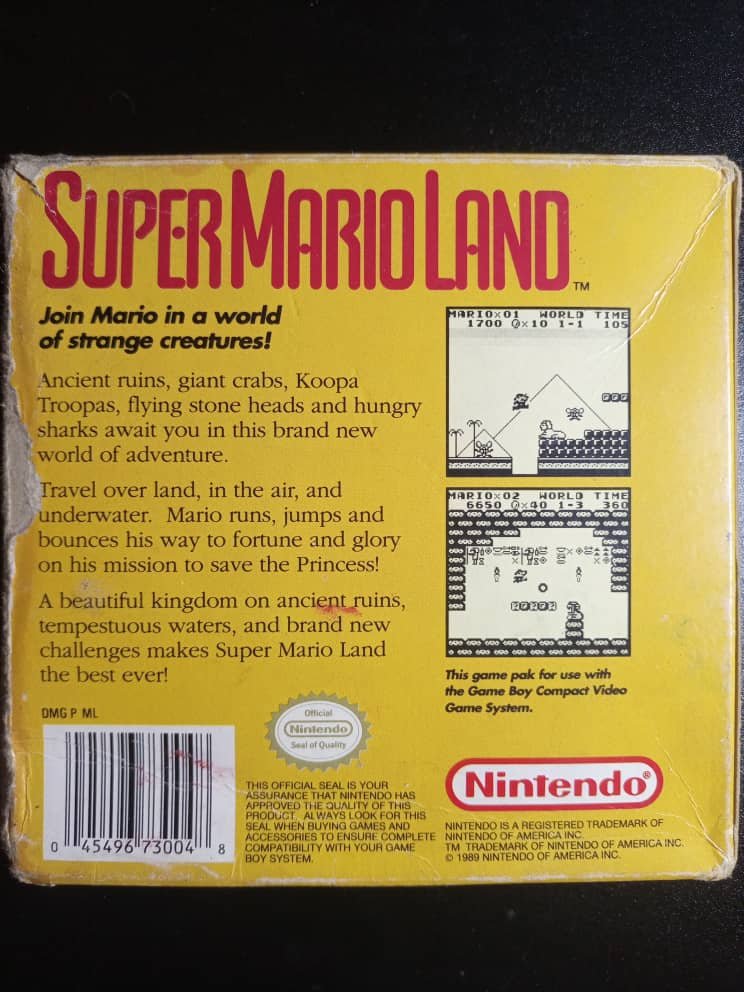 SUPER MARIO LAND™
Join Mario in a world
of strange creatures!
Ancient ruins, giant crabs, Koopa
Troopas, flying stone heads and hungry
sharks await you in this brand new
world of adventure.
Travel over land, in the air, and
underwater. Mario runs, jumps and
bounces his way to fortune and glory
on his mission to save the Princess!
A beautiful kingdom on ancient ruins,
tempestuous waters, and brand new
challenges makes Super Mario Land
the best ever!
MARIO×01 WORLD TIME
1700 ×10 1-1 105
MARIO×02 WORLD TIME
6650 ×40 1-3 360
This game pak for use with
the Game Boy Compact Video
Game System.
DMG P ML
0 45496 73004 8
Official
Nintendo
Seal of Quality
THIS OFFICIAL SEAL IS YOUR
ASSURANCE THAT NINTENDO HAS
APPROVED THE QUALITY OF THIS
PRODUCT. ALWAYS LOOK FOR THIS
SEAL WHEN BUYING GAMES AND
ACCESSORIES TO ENSURE COMPLETE
COMPATIBILITY WITH YOUR GAME
BOY SYSTEM.
Nintendo®
NINTENDO IS A REGISTERED TRADEMARK OF
NINTENDO OF AMERICA INC.
TM TRADEMARK OF NINTENDO OF AMERICA INC.
© 1989 NINTENDO OF AMERICA INC.